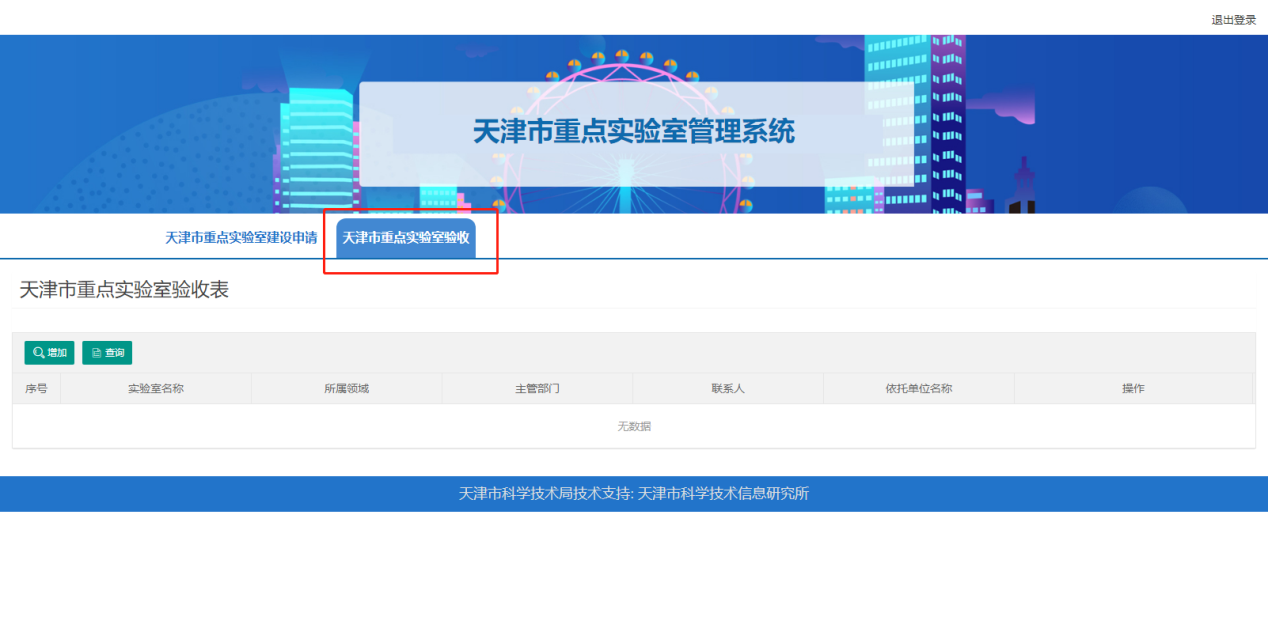 退出登录
天津市重点实验室管理系统
天津市重点实验室建设申请 天津市重点实验室验收
天津市重点实验室验收表
增加 查询
序号 实验室名称 所属领域 主管部门 联系人 依托单位名称 操作
无数据
天津市科学技术局技术支持: 天津市科学技术信息研究所